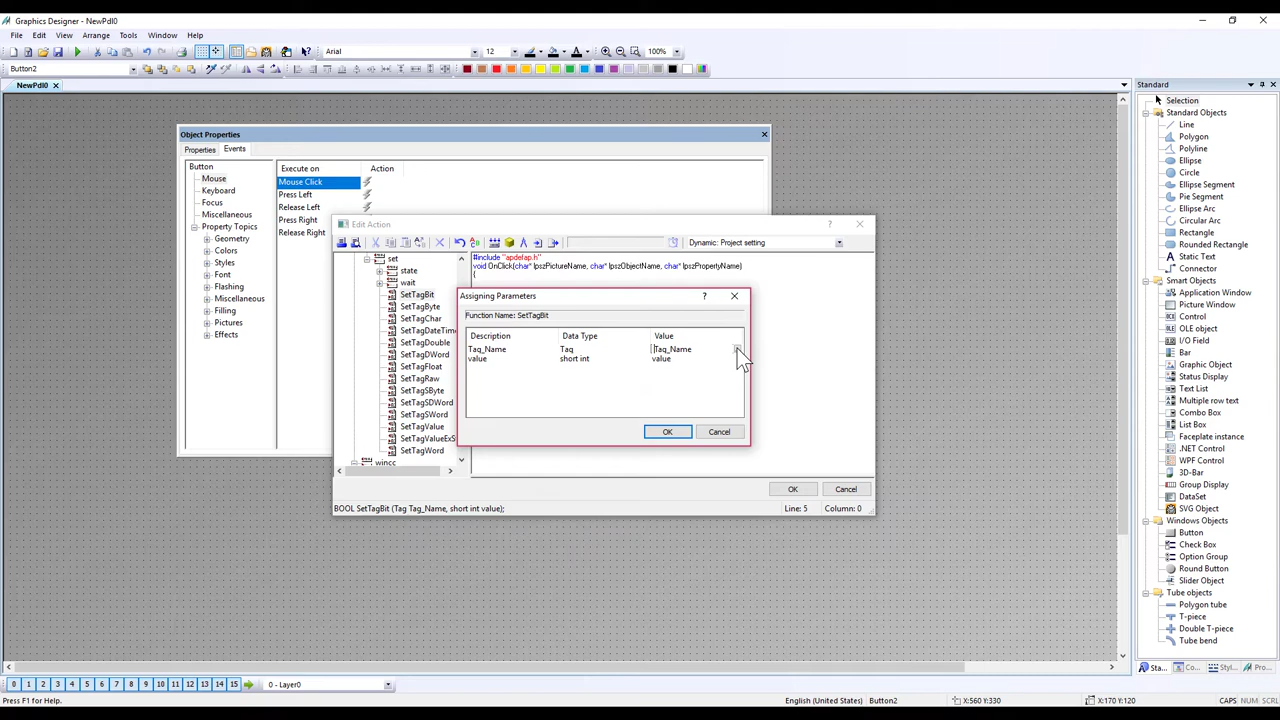 Graphics Designer - NewPdl0
File Edit View Arrange Tools Window Help
Arial 12 100%
Button2
NewPdl0
Object Properties
Properties Events
Button
Mouse
Keyboard
Focus
Miscellaneous
Property Topics
Geometry
Colors
Styles
Font
Flashing
Miscellaneous
Filling
Pictures
Effects
Execute on Action
Mouse Click
Press Left
Release Left
Press Right
Release Right
Edit Action
Dynamic: Project setting
set
state
wait
SetTagBit
SetTagByte
SetTagChar
SetTagDateTime
SetTagDouble
SetTagDWord
SetTagFloat
SetTagRaw
SetTagSByte
SetTagSDWord
SetTagSWord
SetTagValue
SetTagValueExS
SetTagWord
wincc
#include "apdefap.h"
void OnClick(char* lpszPictureName, char* lpszObjectName, char* lpszPropertyName)
{
Assigning Parameters
Function Name: SetTagBit
Description Data Type Value
Tag_Name Tag Tag_Name
value short int value
OK Cancel
OK Cancel
BOOL SetTagBit (Tag Tag_Name, short int value); Line: 5 Column: 0
Standard
Selection
Standard Objects
Line
Polygon
Polyline
Ellipse
Circle
Ellipse Segment
Pie Segment
Ellipse Arc
Circular Arc
Rectangle
Rounded Rectangle
Static Text
Connector
Smart Objects
Application Window
Picture Window
Control
OLE object
I/O Field
Bar
Graphic Object
Status Display
Text List
Multiple row text
Combo Box
List Box
Faceplate instance
.NET Control
WPF Control
3D-Bar
Group Display
DataSet
SVG Object
Windows Objects
Button
Check Box
Option Group
Round Button
Slider Object
Tube objects
Polygon tube
T-piece
Double T-piece
Tube bend
Sta... Co... Styl... Pro...
0 1 2 3 4 5 6 7 8 9 10 11 12 13 14 15 0 - Layer0
Press F1 for Help. English (United States) Button2 X:560 Y:330 X:170 Y:120 CAPS NUM SCRL